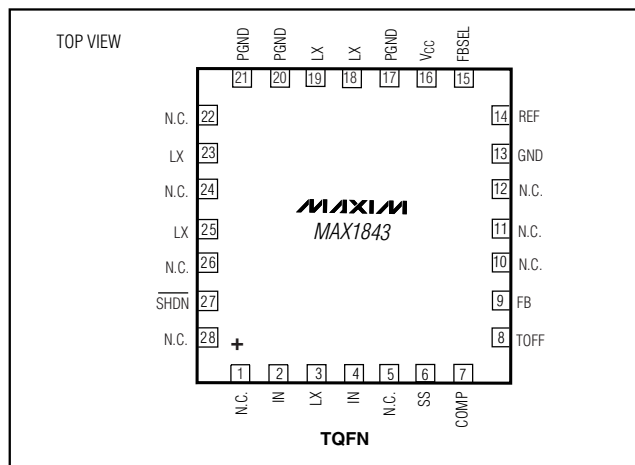 TOP VIEW
PGND
PGND
LX
LX
PGND
VCC
FBSEL
21
20
19
18
17
16
15
N.C. 22
LX 23
N.C. 24
LX 25
N.C. 26
SHDN 27
N.C. 28
14 REF
13 GND
12 N.C.
11 N.C.
10 N.C.
9 FB
8 TOFF
MAXIM
MAX1843
+
1
2
3
4
5
6
7
N.C.
IN
LX
IN
N.C.
SS
COMP
TQFN